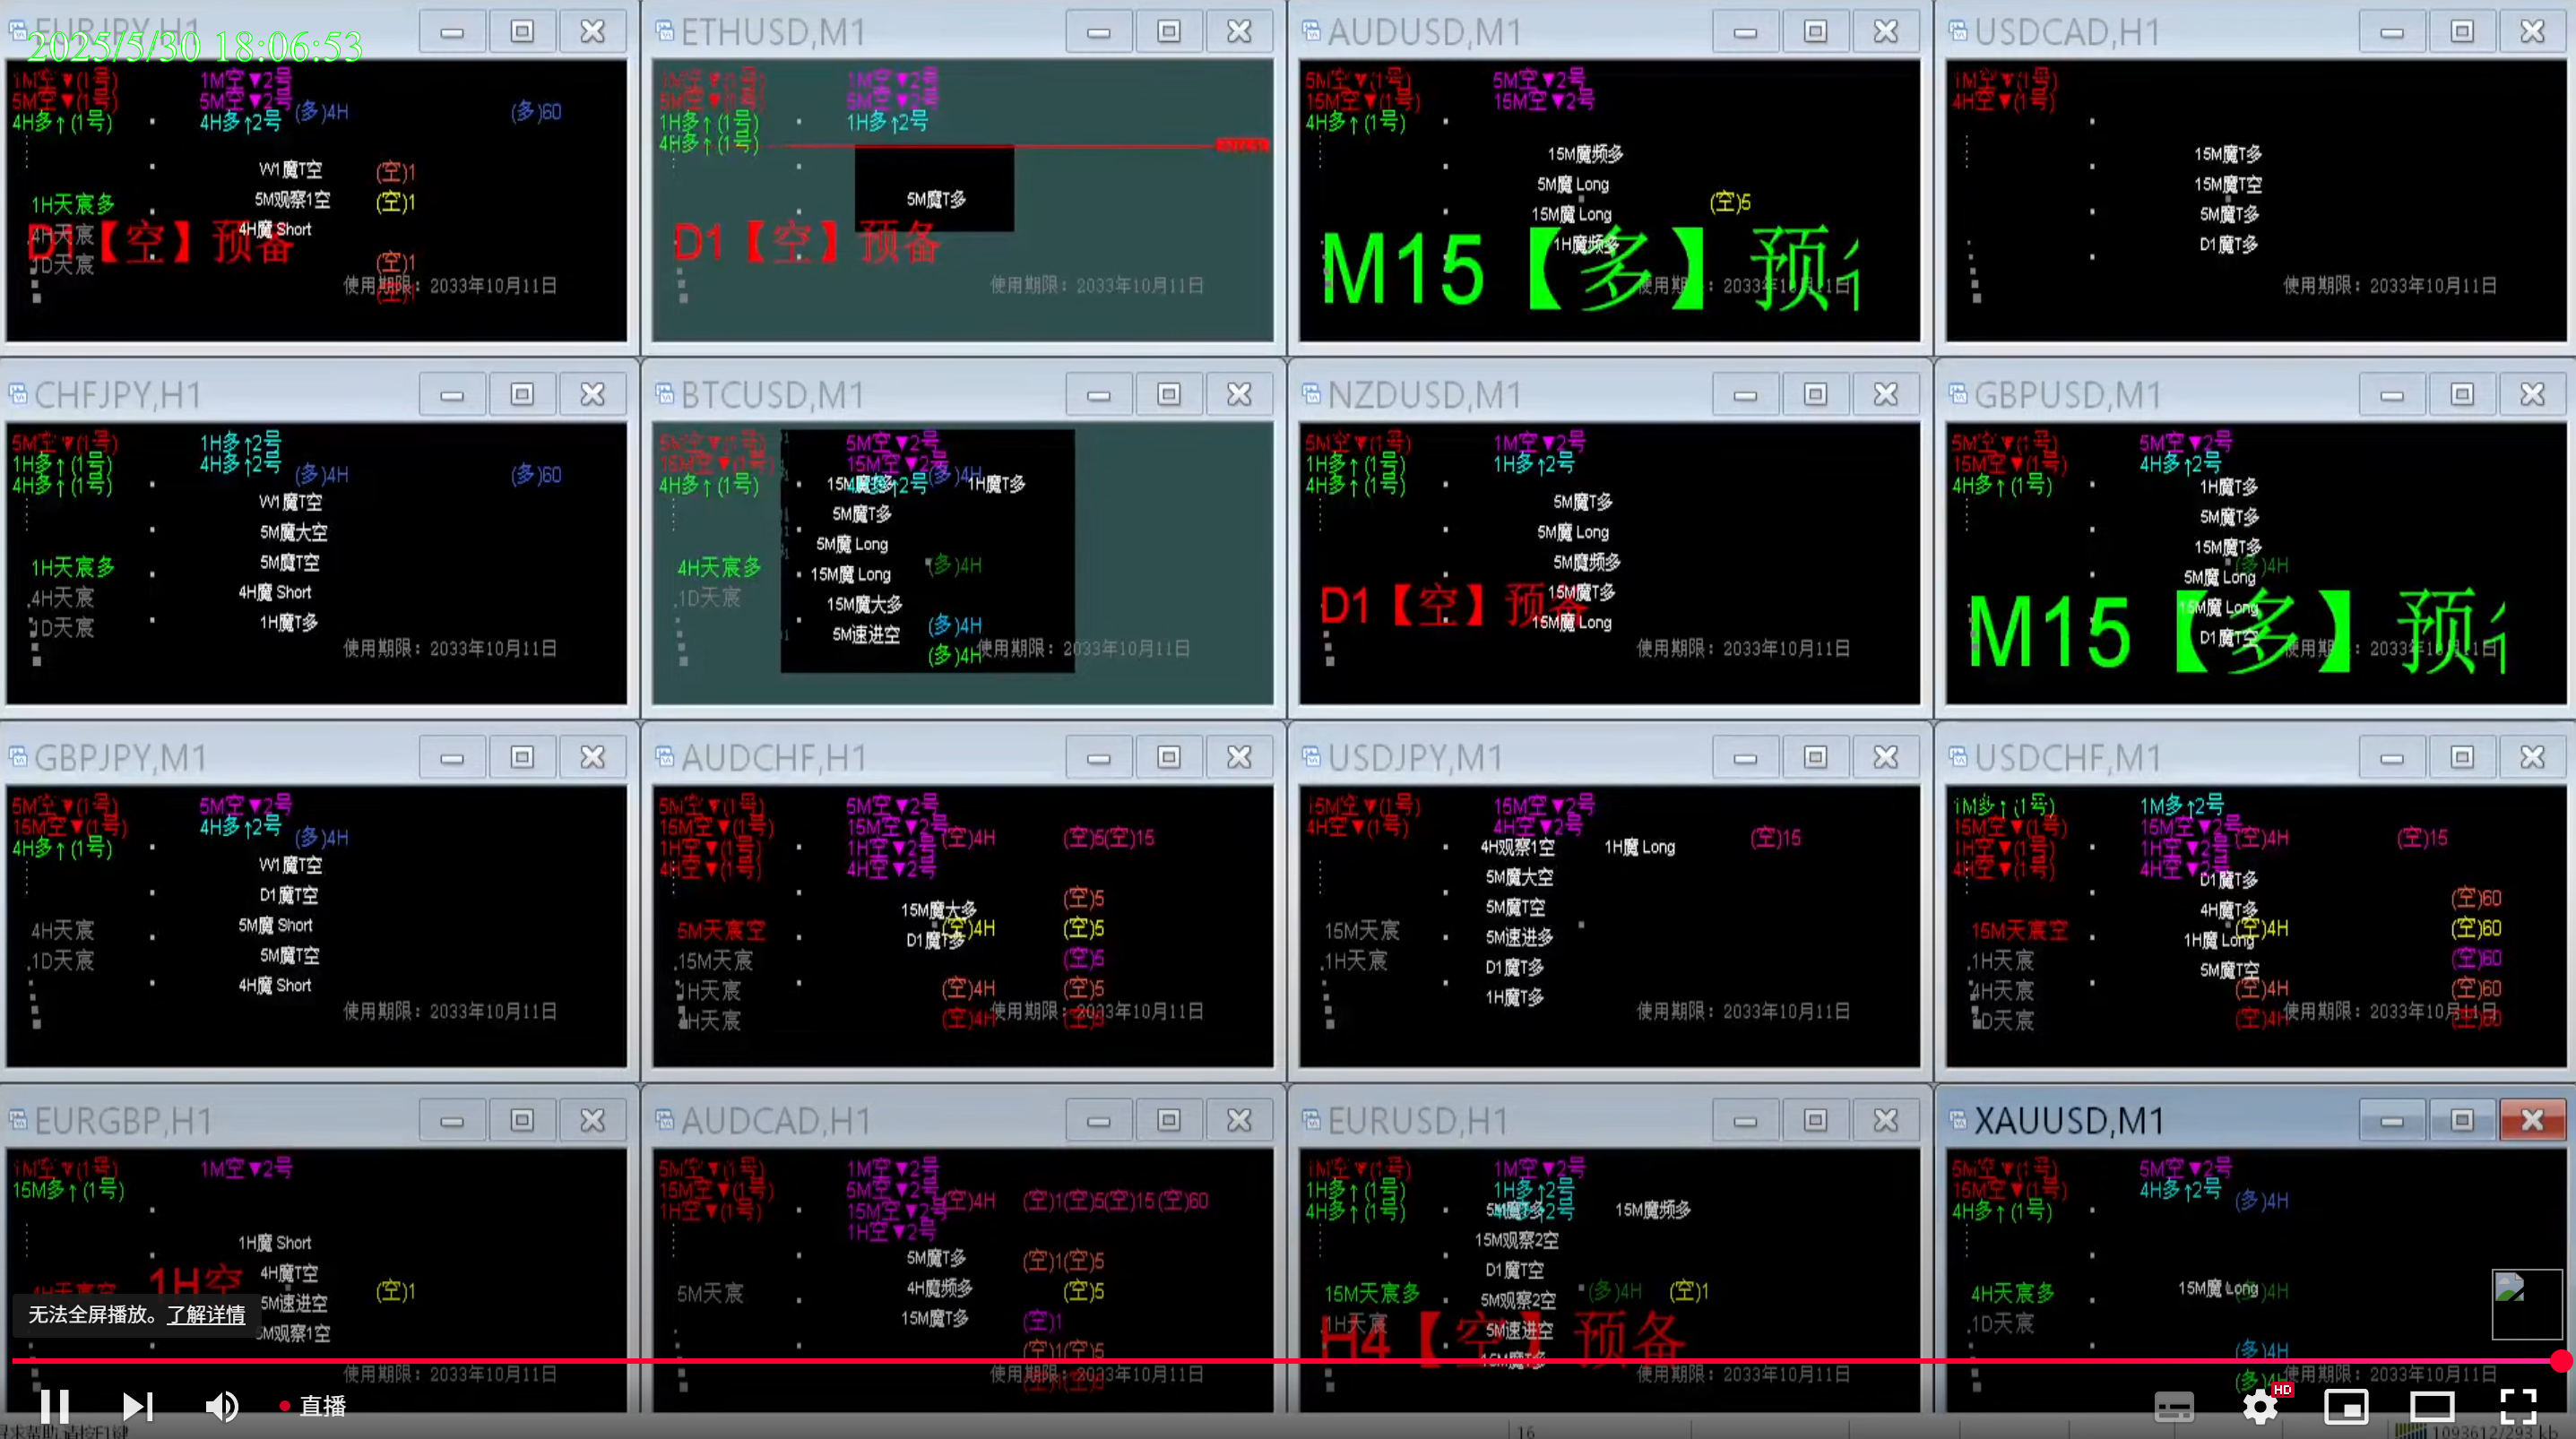 EURJPY,H1
2025/5/30 18:06:53
1M空▼(1号) 1M空▼2号
5M空▼(1号) 5M空▼2号
4H多↑(1号) 4H多↑2号 (多)4H (多)60
W1魔T空 (空)1
1H天宸多 5M观察1空 (空)1
4H天宸 4H魔 Short
D1【空】预备
1D天宸 (空)1
使用期限：2033年10月11日
ETHUSD,M1
1M空▼(1号) 1M空▼2号
5M空▼(1号) 5M空▼2号
1H多↑(1号) 1H多↑2号
4H多↑(1号)
5M魔T多
D1【空】预备
使用期限：2033年10月11日
AUDUSD,M1
5M空▼(1号) 5M空▼2号
15M空▼(1号) 15M空▼2号
4H多↑(1号)
15M魔频多
5M魔 Long (空)5
15M魔 Long
1H魔频多
M15【多】预
使用期限：2033年10月11日
USDCAD,H1
1M空▼(1号)
4H空▼(1号)
15M魔T多
15M魔T空
5M魔T多
D1魔T多
使用期限：2033年10月11日
CHFJPY,H1
5M空▼(1号) 1H多↑2号
1H多↑(1号) 4H多↑2号 (多)4H (多)60
4H多↑(1号)
W1魔T空
5M魔大空
1H天宸多 5M魔T空
4H天宸 4H魔 Short
1D天宸 1H魔T多
使用期限：2033年10月11日
BTCUSD,M1
5M空▼(1号) 5M空▼2号
15M空▼(1号) 15M空▼2号 (多)4H
4H多↑(1号) 4H多↑2号 1H魔T多
5M魔T多
5M魔 Long
4H天宸多 15M魔 Long (多)4H
1D天宸 15M魔大多
5M速进空 (多)4H
(多)4H
使用期限：2033年10月11日
NZDUSD,M1
5M空▼(1号) 1M空▼2号
1H多↑(1号) 1H多↑2号
4H多↑(1号)
5M魔T多
5M魔 Long
5M魔频多
15M魔T多
D1【空】预备
15M魔 Long
使用期限：2033年10月11日
GBPUSD,M1
5M空▼(1号) 5M空▼2号
15M空▼(1号) 4H多↑2号
4H多↑(1号) 1H魔T多
5M魔T多
15M魔T多
(多)4H
5M魔 Long
15M魔 Long
D1魔T空
M15【多】预
使用期限：2033年10月11日
GBPJPY,M1
5M空▼(1号) 5M空▼2号
15M空▼(1号) 4H多↑2号 (多)4H
4H多↑(1号)
W1魔T空
D1魔T空
4H天宸 5M魔 Short
1D天宸 5M魔T空
4H魔 Short
使用期限：2033年10月11日
AUDCHF,H1
5M空▼(1号) 5M空▼2号
15M空▼(1号) 15M空▼2号 (空)4H (空)5(空)15
1H空▼(1号) 1H空▼2号
4H空▼(1号) 4H空▼2号
(空)5
15M魔大多
5M天宸空 (空)4H (空)5
D1魔T多
15M天宸 (空)5
1H天宸 (空)4H (空)5
4H天宸 (空)4H
使用期限：2033年10月11日
USDJPY,M1
15M空▼(1号) 15M空▼2号
4H空▼(1号) 4H空▼2号 (空)15
4H观察1空 1H魔 Long
5M魔大空
5M魔T空
15M天宸 5M速进多
1H天宸 D1魔T多
1H魔T多
使用期限：2033年10月11日
USDCHF,M1
1M多↑(1号) 1M多↑2号
15M空▼(1号) 15M空▼2号 (空)4H (空)15
1H空▼(1号) 1H空▼2号
4H空▼(1号) 4H空▼2号
D1魔T多 (空)60
4H魔T多
15M天宸空 (空)4H (空)60
1H魔 Long
1H天宸 5M魔T空 (空)60
4H天宸 (空)4H (空)60
1D天宸 (空)4H (空)60
使用期限：2033年10月11日
EURGBP,H1
1M空▼(1号) 1M空▼2号
15M多↑(1号)
1H魔 Short
1H空 4H魔T空
4H天宸空 5M速进空 (空)1
5M观察1空
使用期限：2033年10月11日
AUDCAD,H1
5M空▼(1号) 1M空▼2号
15M空▼(1号) 5M空▼2号 (空)4H (空)1(空)5(空)15(空)60
1H空▼(1号) 15M空▼2号
1H空▼2号
5M魔T多 (空)1(空)5
5M天宸 4H魔频多 (空)5
15M魔T多 (空)1
(空)1(空)5
使用期限：2033年10月11日
EURUSD,H1
1M空▼(1号) 1M空▼2号
1H多↑(1号) 1H多↑2号
4H多↑(1号) 4H多↑2号 15M魔频多
15M观察2空
D1魔T空
15M天宸多 5M观察2空 (多)4H (空)1
1H天宸 5M速进空
H4【空】预备
使用期限：2033年10月11日
XAUUSD,M1
5M空▼(1号) 5M空▼2号
15M空▼(1号) 4H多↑2号 (多)4H
4H多↑(1号)
4H天宸多 15M魔 Long (多)4H
1D天宸
(多)4H
(多)4H
使用期限：2033年10月11日
无法全屏播放。了解详情
直播
HD
16
1093612/293 kb